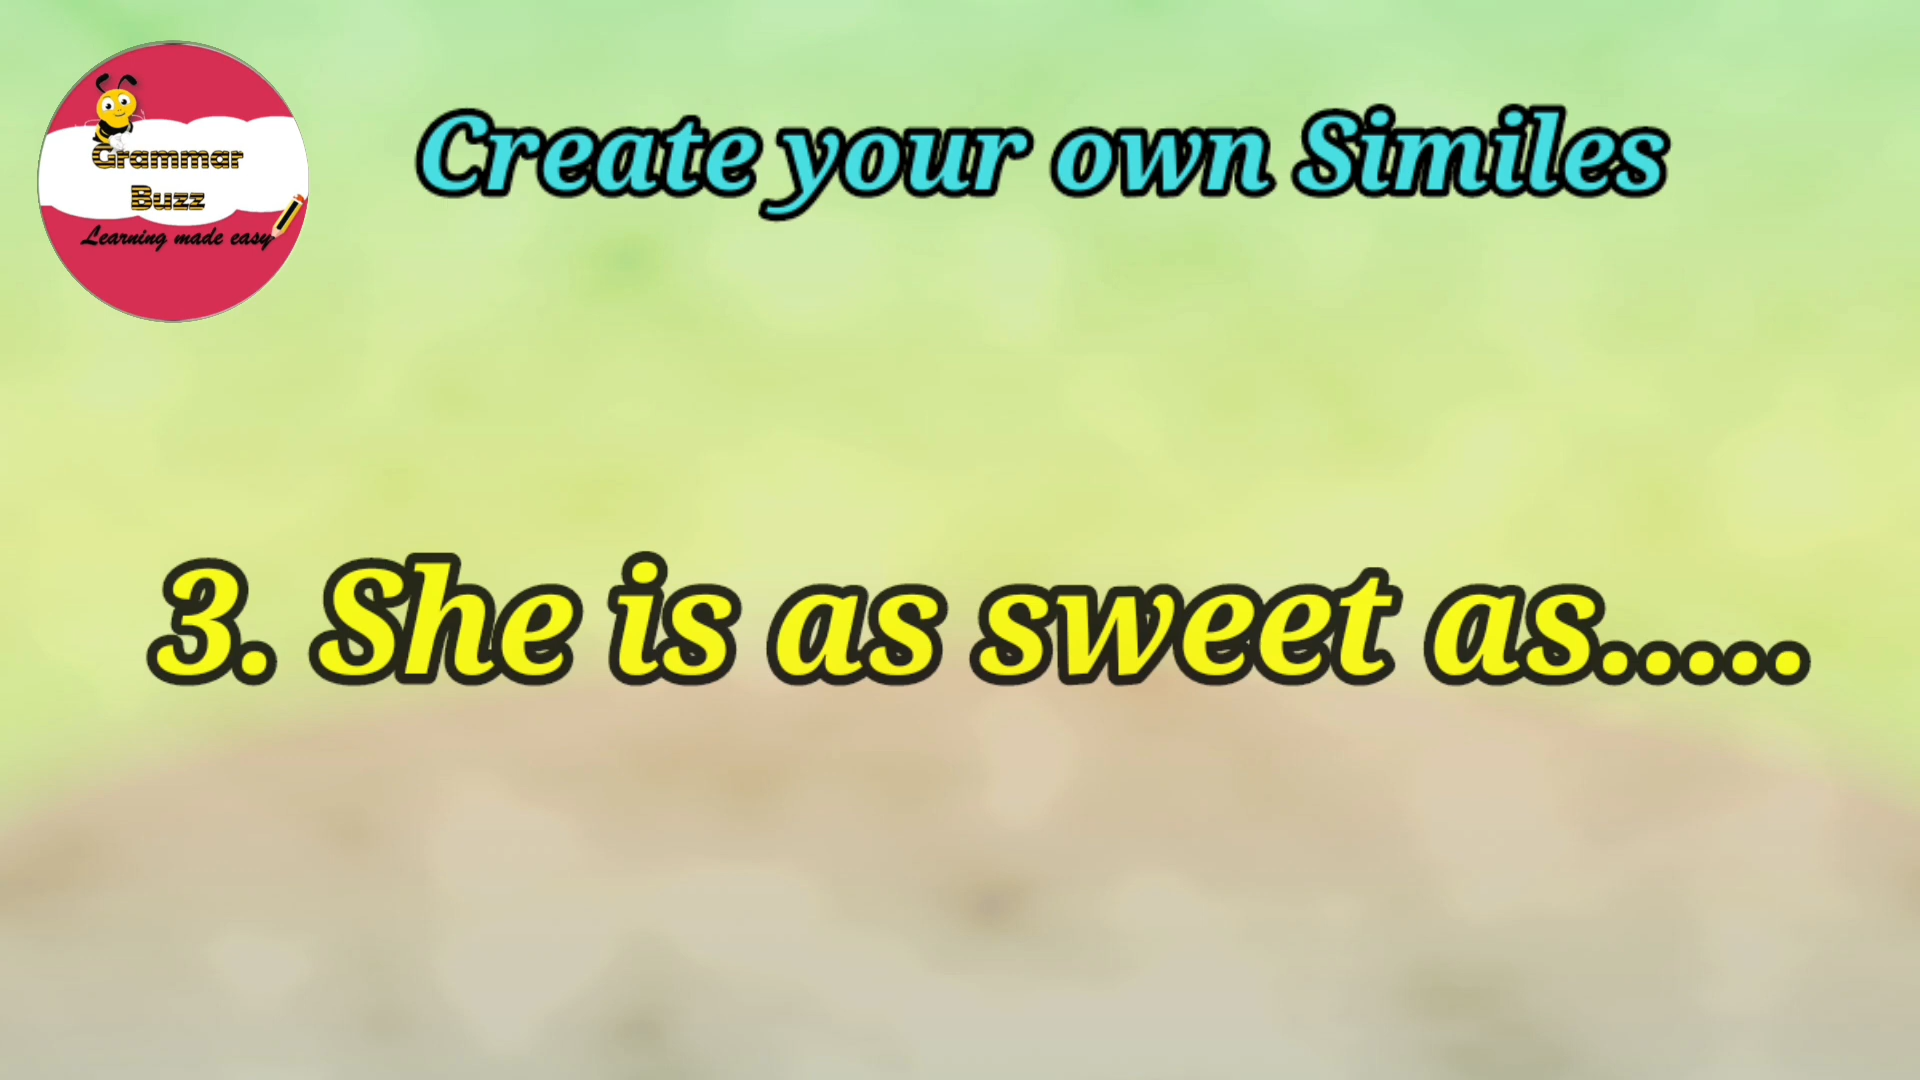 Grammar
Buzz
Learning made easy
Create your own Similes
3. She is as sweet as.....